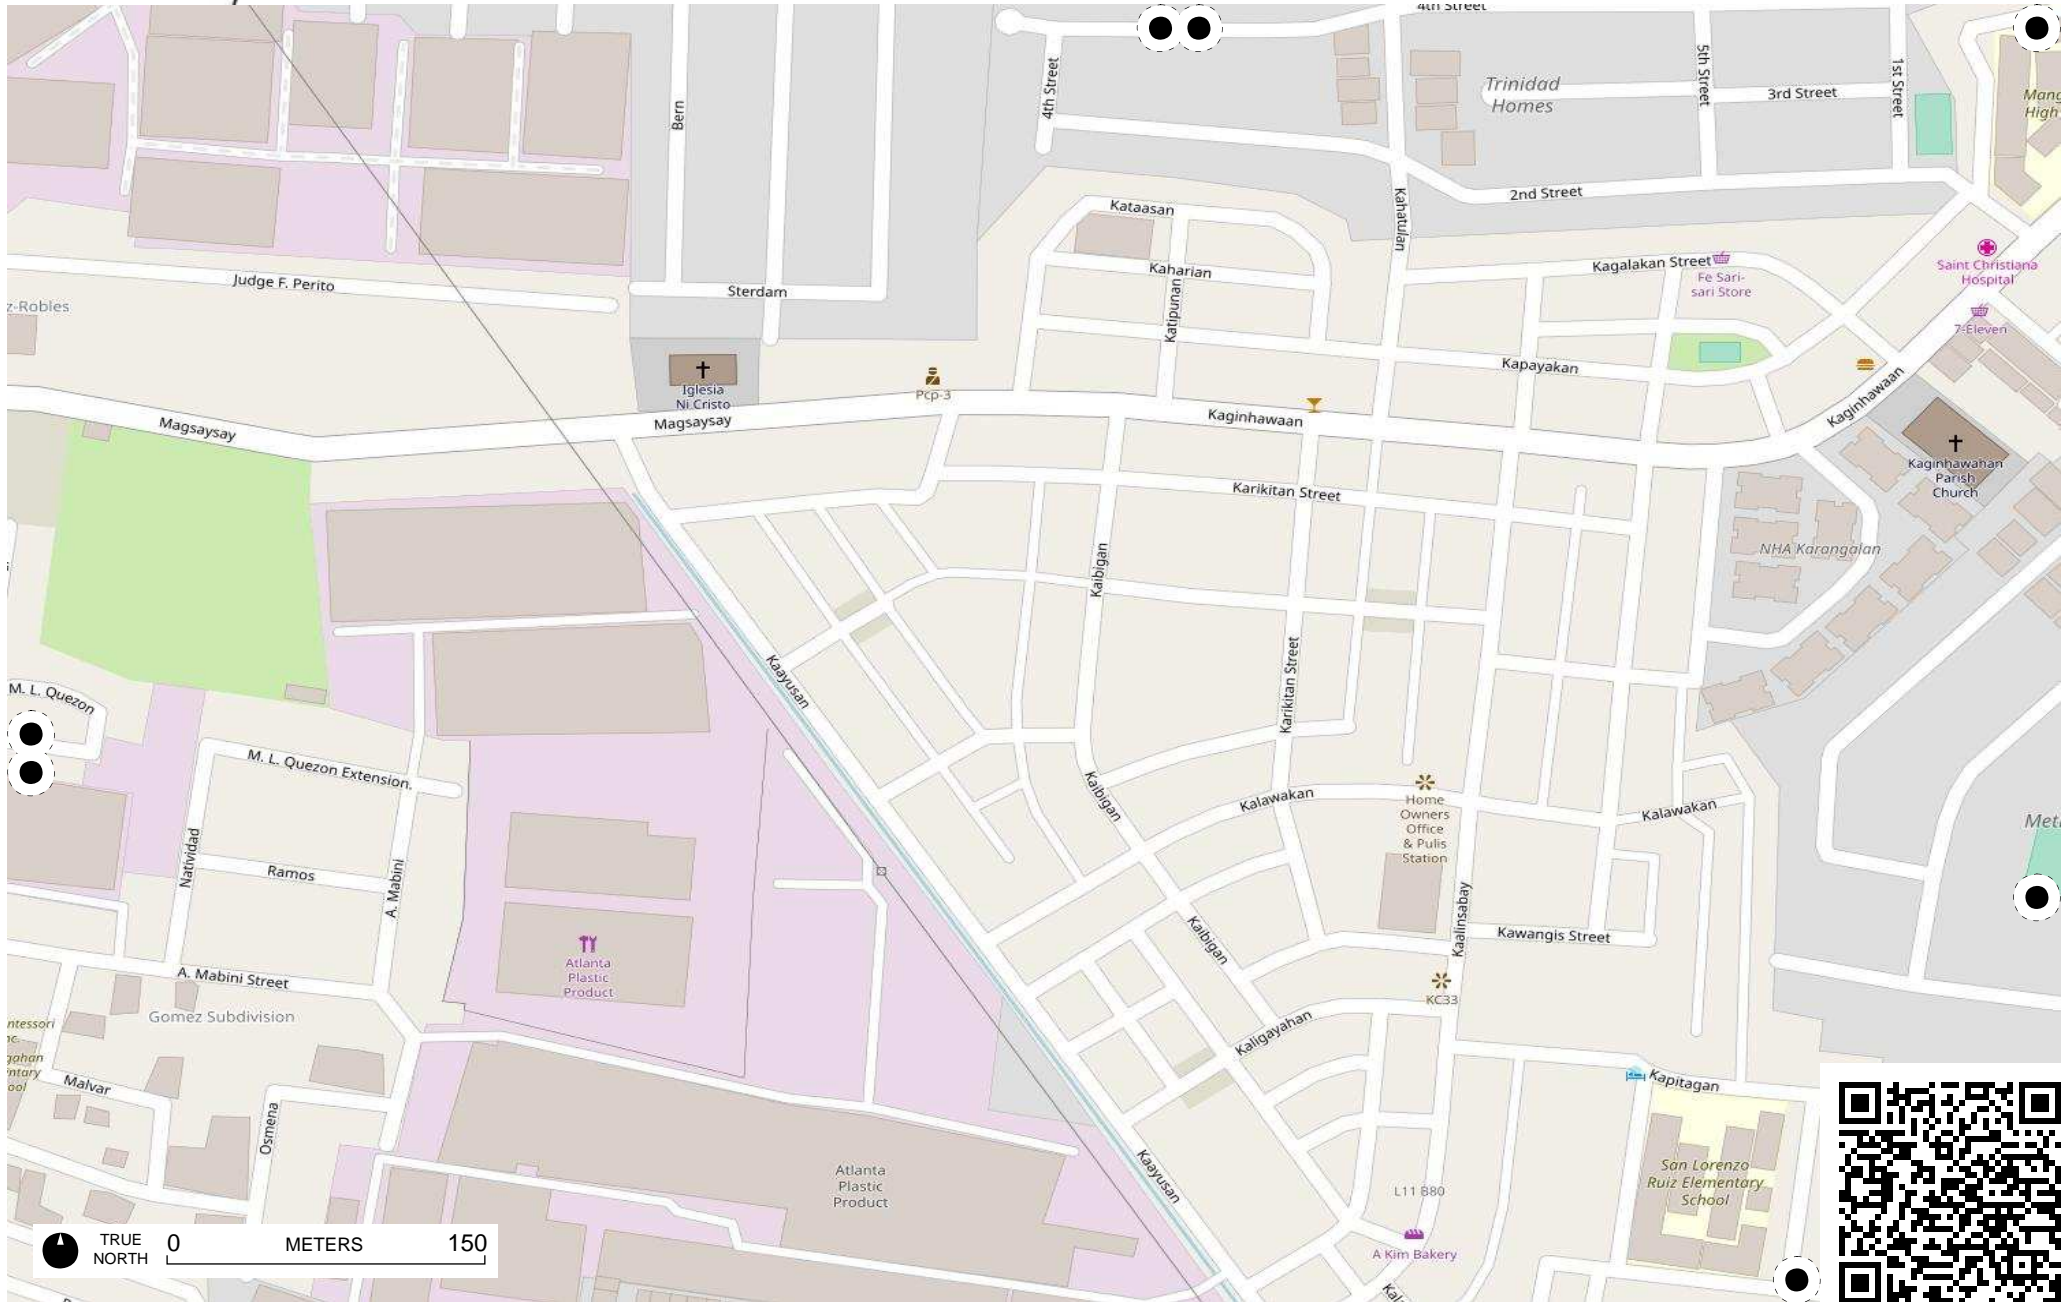 4th Street
4th Street
Bern
Trinidad
Homes
5th Street
3rd Street
1st Street
2nd Street
Kataasan
Kaharian
Katipunan
Kahatulan
Kagalakan Street
Fe Sari-
sari Store
Saint Christiana
Hospital
7-Eleven
Judge F. Perito
z-Robles
Sterdam
Iglesia
Ni Cristo
Pcp-3
Kapayakan
Kaginhawaan
Kaginhawaan
Magsaysay
Magsaysay
Kaginhawahan
Parish
Church
Karikitan Street
NHA Karangalan
Kaibigan
Kaayusan
Karikitan Street
M. L. Quezon
M. L. Quezon Extension.
Kaibigan
Kalawakan
Home
Owners
Office
& Pulis
Station
Kalawakan
Natividad
Ramos
A. Mabini
Kaibigan
Kaalinsabay
Kawangis Street
Atlanta
Plastic
Product
A. Mabini Street
KC33
Gomez Subdivision
Kaligayahan
Malvar
Kapitagan
Osmena
Kaayusan
Atlanta
Plastic
Product
San Lorenzo
Ruiz Elementary
School
L11 B80
A Kim Bakery
TRUE
NORTH
0 METERS 150